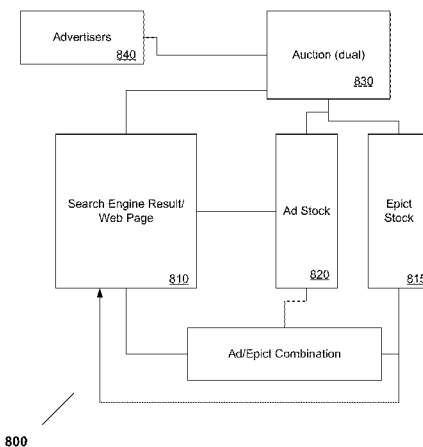 Advertisers
840
Auction (dual)
830
Search Engine Result/
Web Page
810
Ad Stock
820
Epict
Stock
815
Ad/Epict Combination
800